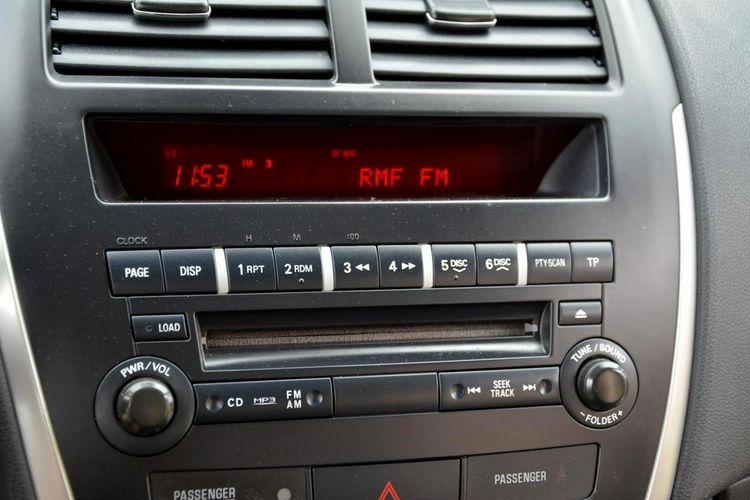 11:53 3 RMF FM
CLOCK H M :00
PAGE DISP 1 RPT 2 RDM 3 4 5 DISC 6 DISC PTY·SCAN TP
LOAD
PWR/VOL TUNE/SOUND
CD MP3 FM AM SEEK TRACK
-FOLDER+
PASSENGER PASSENGER